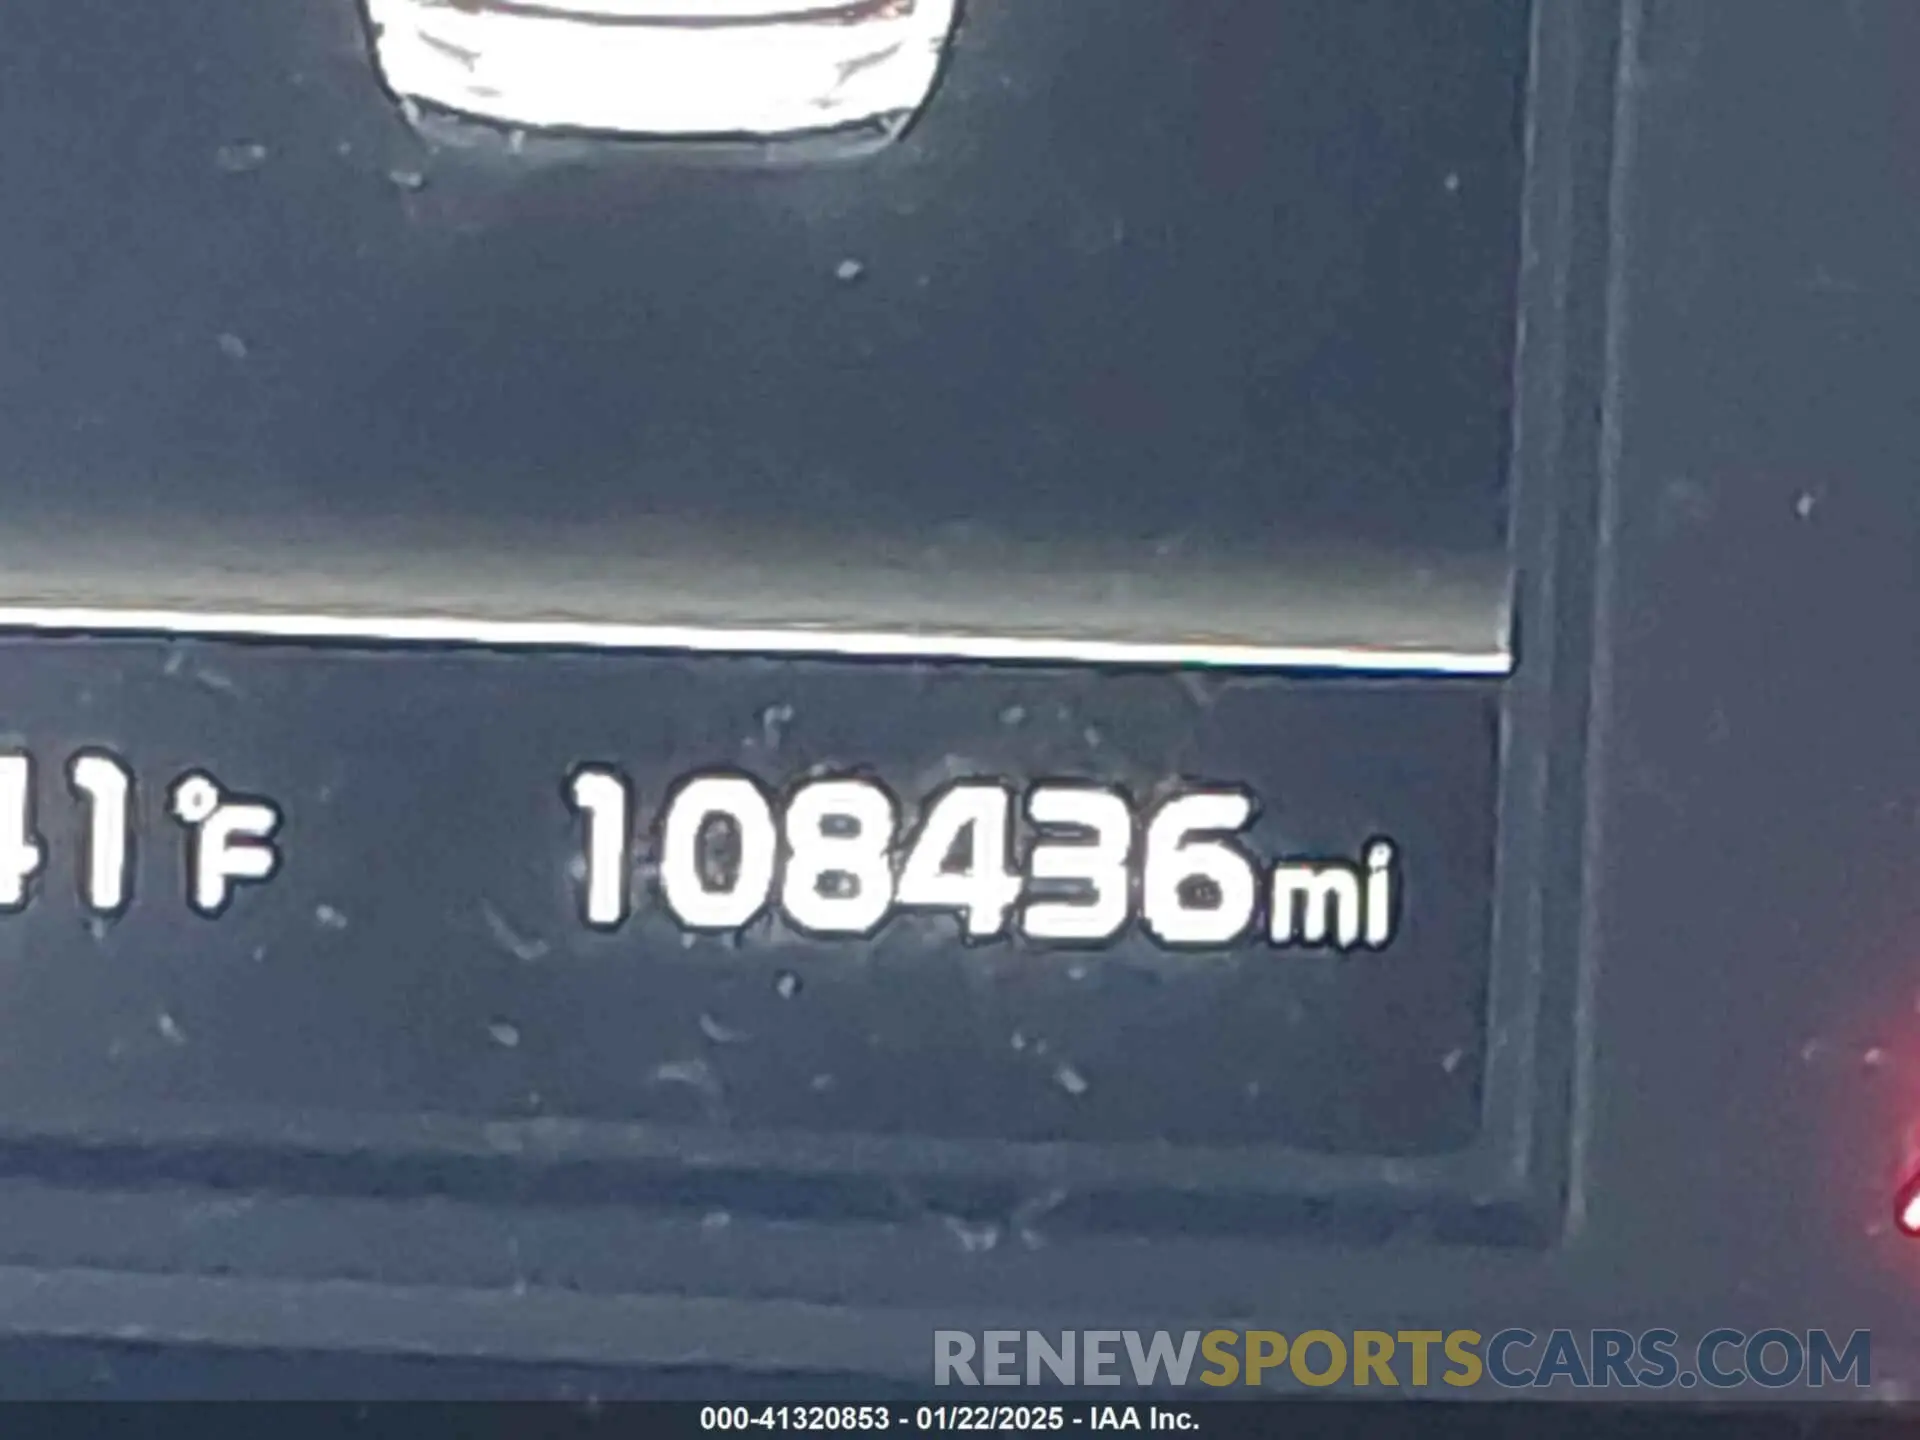 41°F 108436mi
RENEWSPORTSCARS.COM
000-41320853 - 01/22/2025 - IAA Inc.